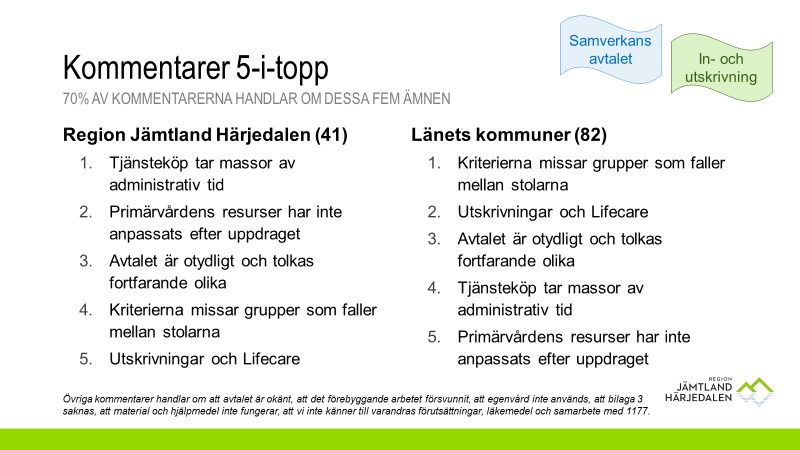 Samverkans
avtalet
In- och
utskrivning
Kommentarer 5-i-topp
70% AV KOMMENTARERNA HANDLAR OM DESSA FEM ÄMNEN
Region Jämtland Härjedalen (41)
1. Tjänsteköp tar massor av
administrativ tid
2. Primärvårdens resurser har inte
anpassats efter uppdraget
3. Avtalet är otydligt och tolkas
fortfarande olika
4. Kriterierna missar grupper som faller
mellan stolarna
5. Utskrivningar och Lifecare
Länets kommuner (82)
1. Kriterierna missar grupper som faller
mellan stolarna
2. Utskrivningar och Lifecare
3. Avtalet är otydligt och tolkas
fortfarande olika
4. Tjänsteköp tar massor av
administrativ tid
5. Primärvårdens resurser har inte
anpassats efter uppdraget
Övriga kommentarer handlar om att avtalet är okänt, att det förebyggande arbetet försvunnit, att egenvård inte används, att bilaga 3
saknas, att material och hjälpmedel inte fungerar, att vi inte känner till varandras förutsättningar, läkemedel och samarbete med 1177.
REGION
JÄMTLAND
HÄRJEDALEN